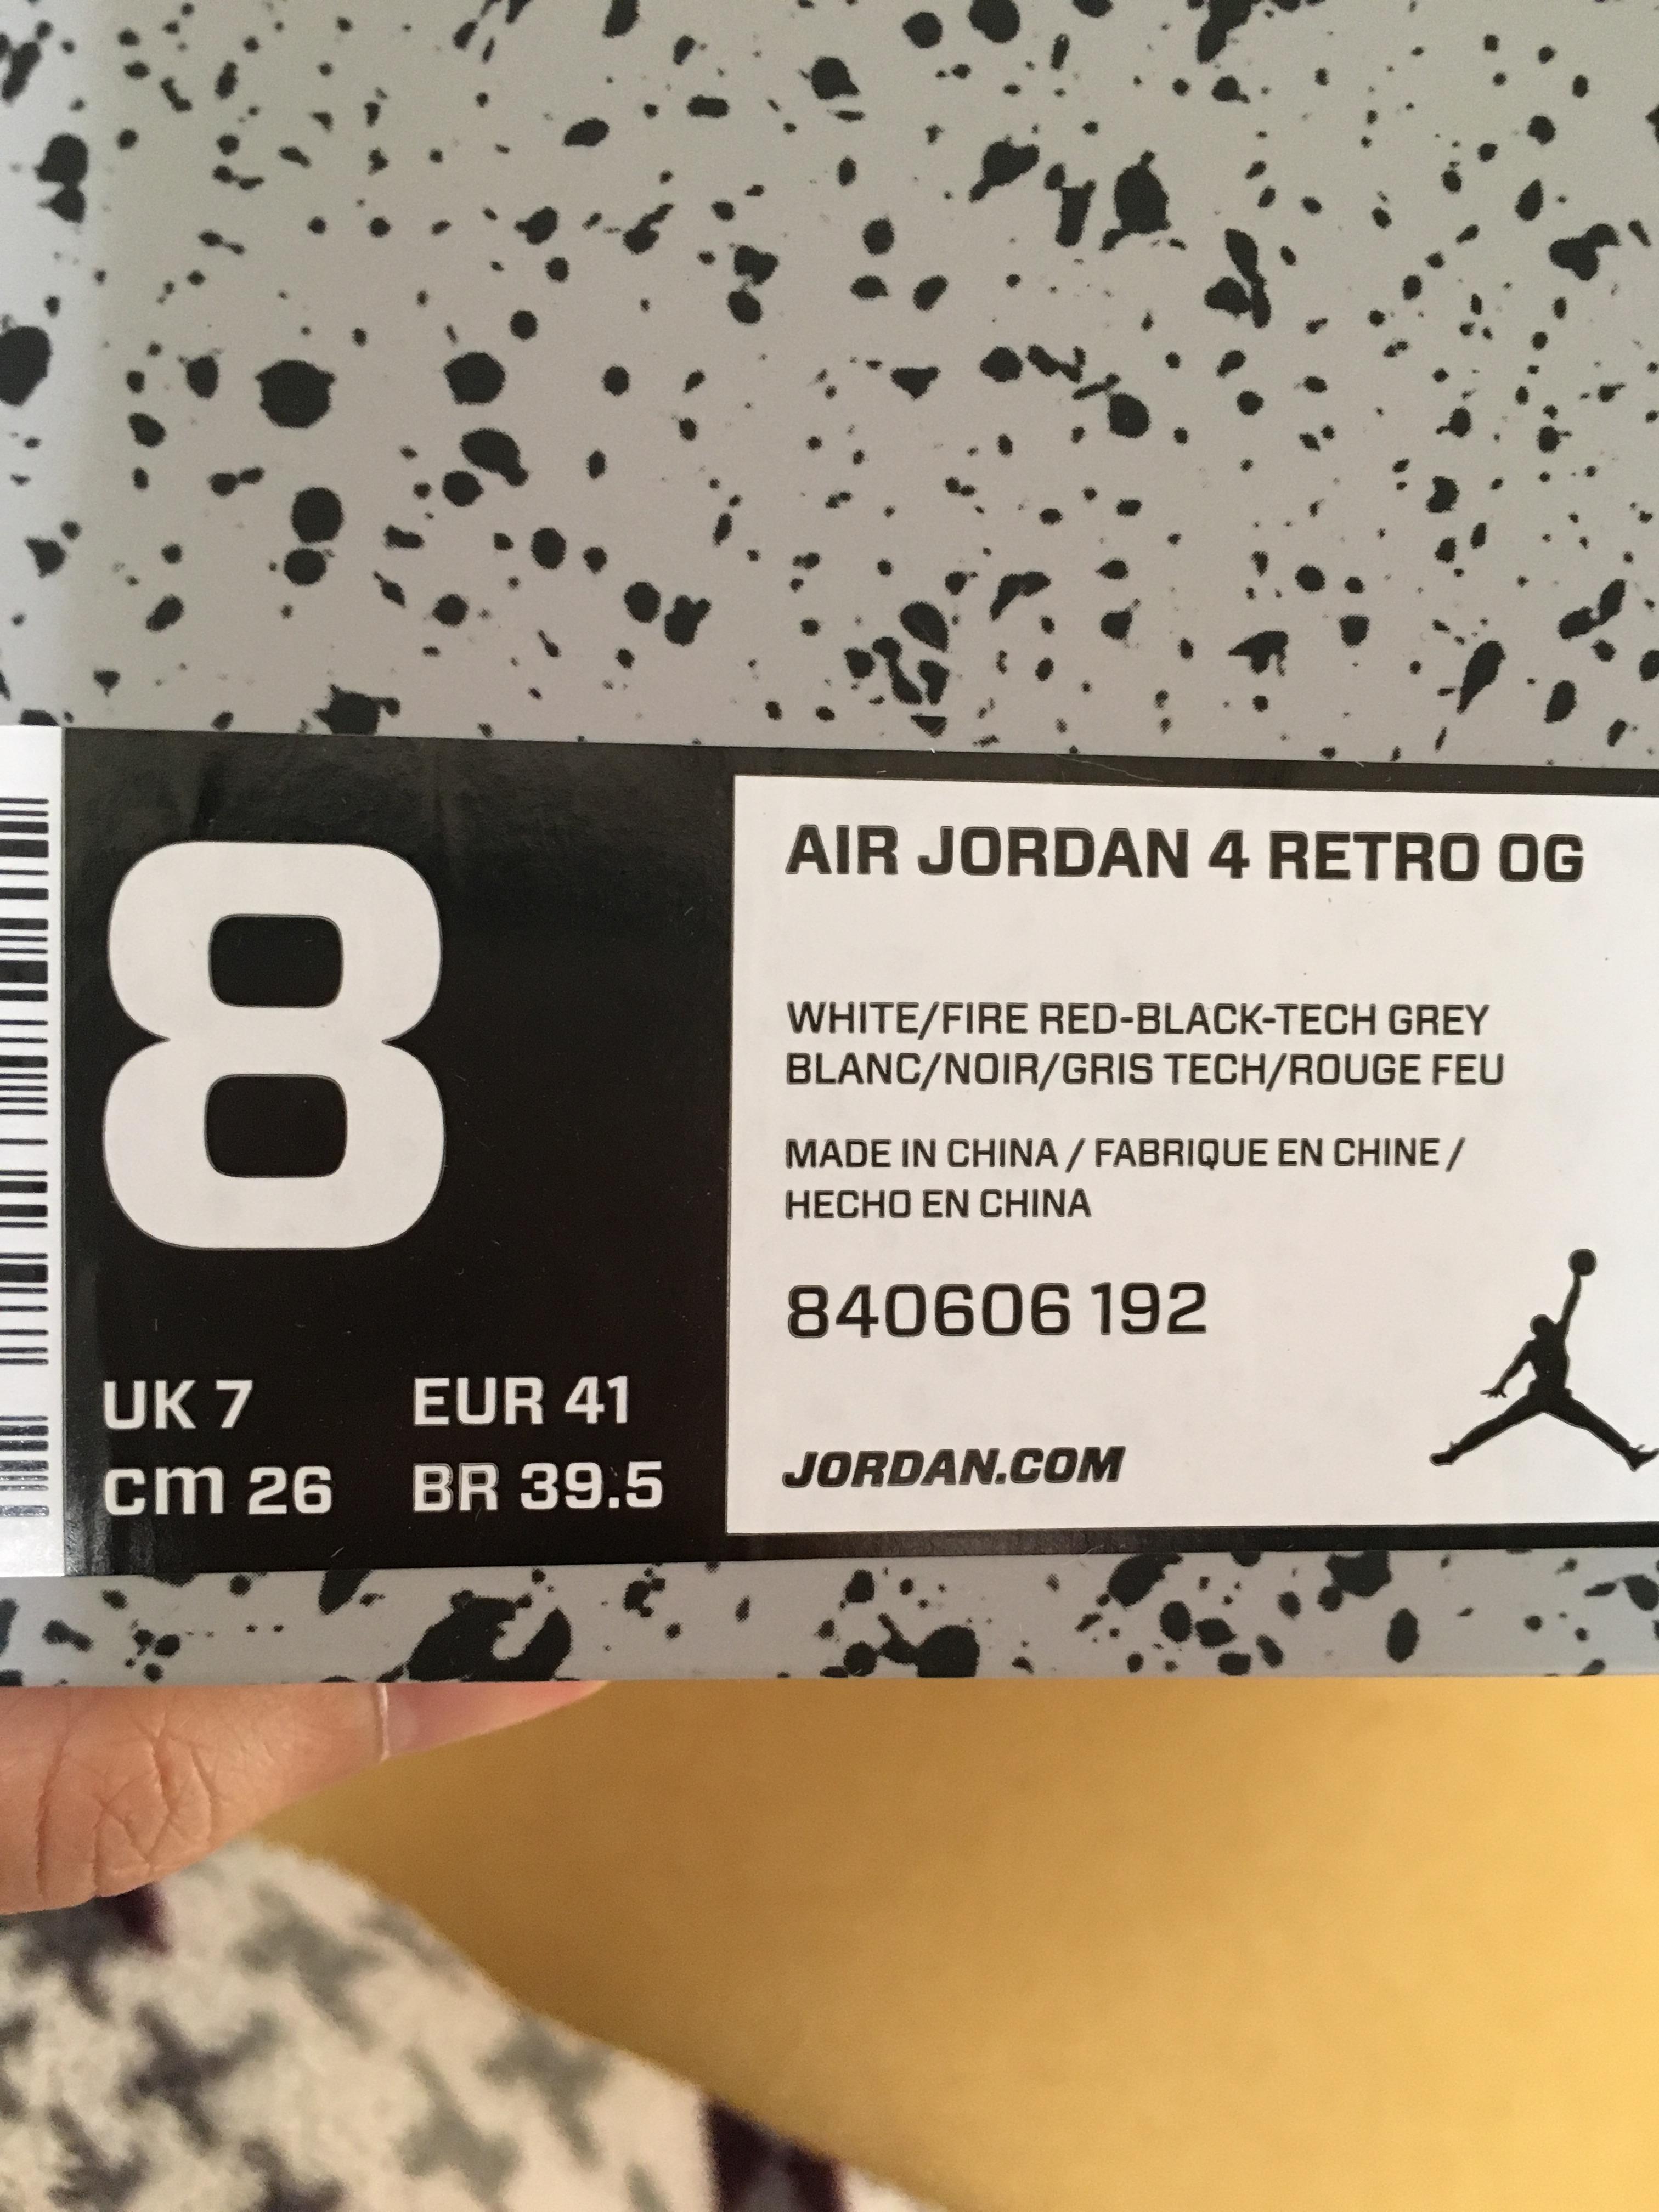 8
UK 7 EUR 41
cm 26 BR 39.5
AIR JORDAN 4 RETRO OG
WHITE/FIRE RED-BLACK-TECH GREY
BLANC/NOIR/GRIS TECH/ROUGE FEU
MADE IN CHINA / FABRIQUE EN CHINE /
HECHO EN CHINA
840606 192
JORDAN.COM